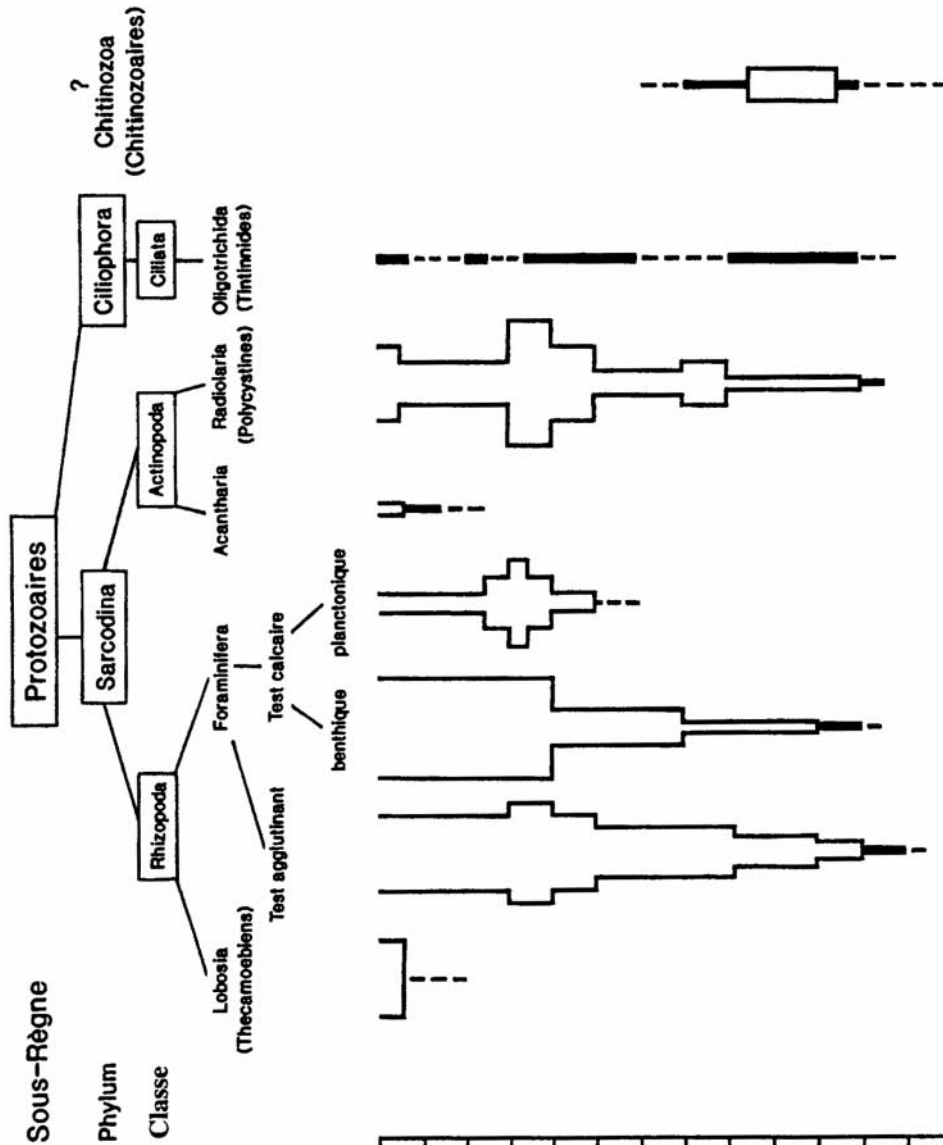 Sous-Règne
Protozoaires
Phylum
Sarcodina
Ciliophora
?
Chitinozoa
(Chitinozoaires)
Classe
Rhizopoda
Actinopoda
Ciliata
Lobosia
(Thecamoebiens)
Foraminifera
Acantharia
Radiolaria
(Polycystines)
Oligotrichida
(Tintinnides)
Test agglutinant
Test calcaire
benthique
planctonique